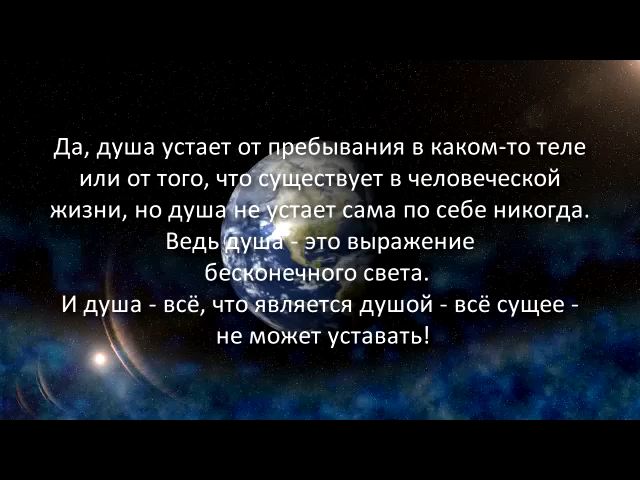 Да, душа устает от пребывания в каком-то теле
или от того, что существует в человеческой
жизни, но душа не устает сама по себе никогда.
Ведь душа - это выражение
бесконечного света.
И душа - всё, что является душой - всё сущее -
не может уставать!